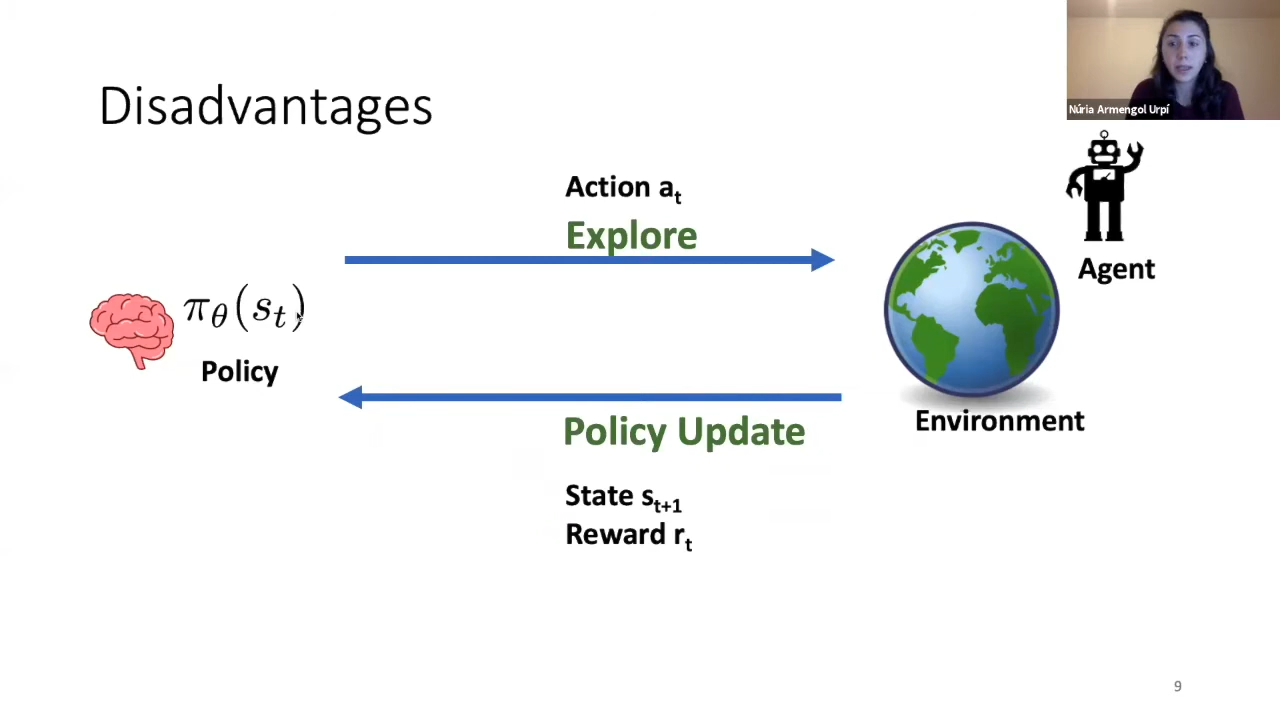 Disadvantages
Núria Armengol Urpí
Action a_t
Explore
Agent
π_θ(s_t)
Policy
Environment
Policy Update
State s_{t+1}
Reward r_t
9